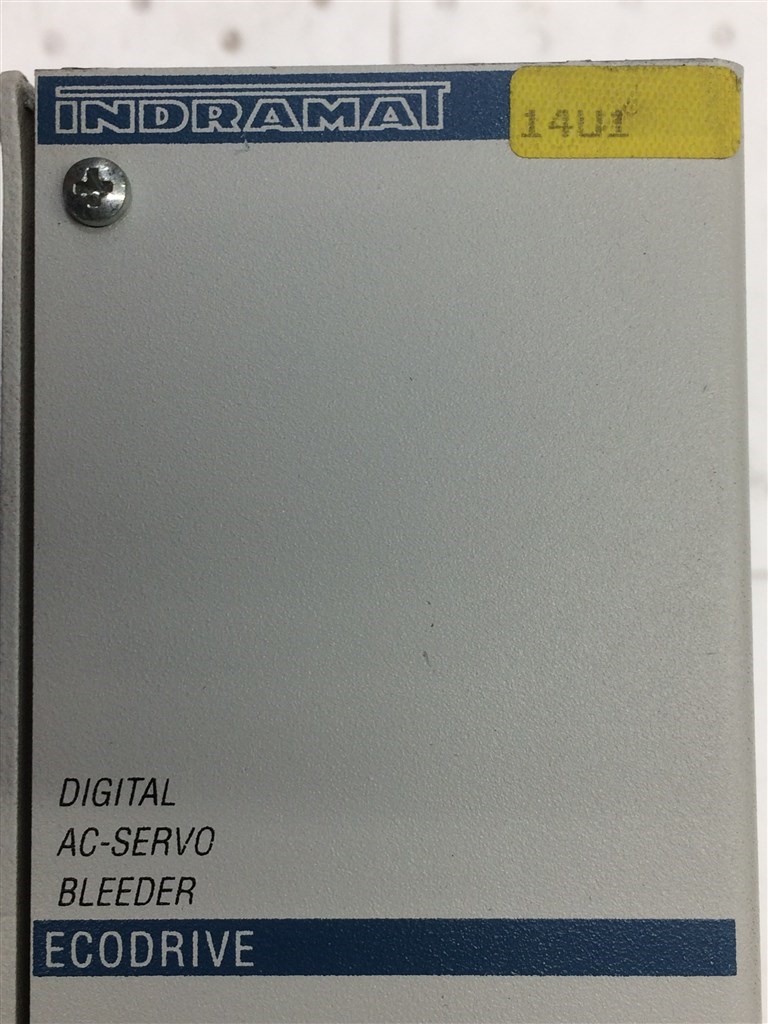 INDRAMAT
14U1
DIGITAL
AC-SERVO
BLEEDER
ECODRIVE